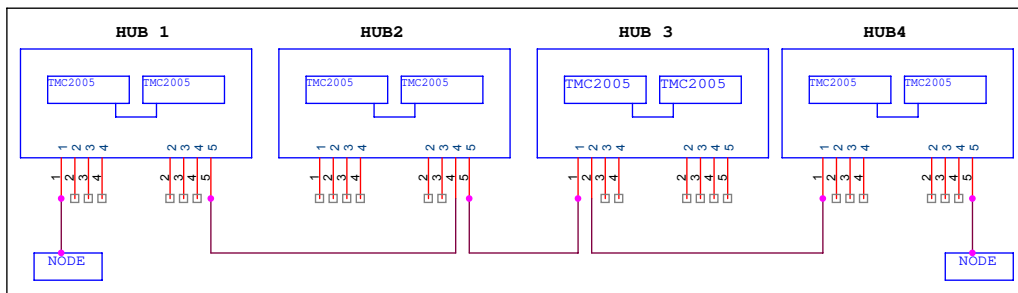 HUB 1 HUB2 HUB 3 HUB4
TMC2005 TMC2005 TMC2005 TMC2005 TMC2005 TMC2005 TMC2005 TMC2005
1 2 3 4 2 3 4 5 1 2 3 4 2 3 4 5 1 2 3 4 2 3 4 5 1 2 3 4 2 3 4 5
1 2 3 4 2 3 4 5 1 2 3 4 2 3 4 5 1 2 3 4 2 3 4 5 1 2 3 4 2 3 4 5
NODE NODE